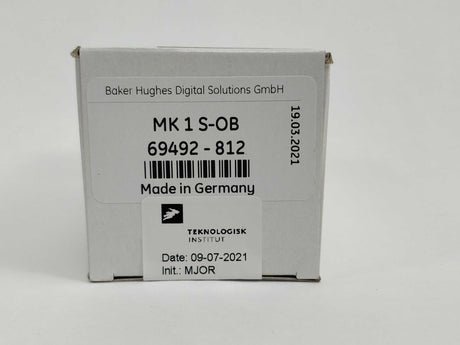 Baker Hughes Digital Solutions GmbH
MK 1 S-OB
69492 - 812
Made in Germany
19.03.2021
TEKNOLOGISK
INSTITUT
Date: 09-07-2021
Init.: MJOR